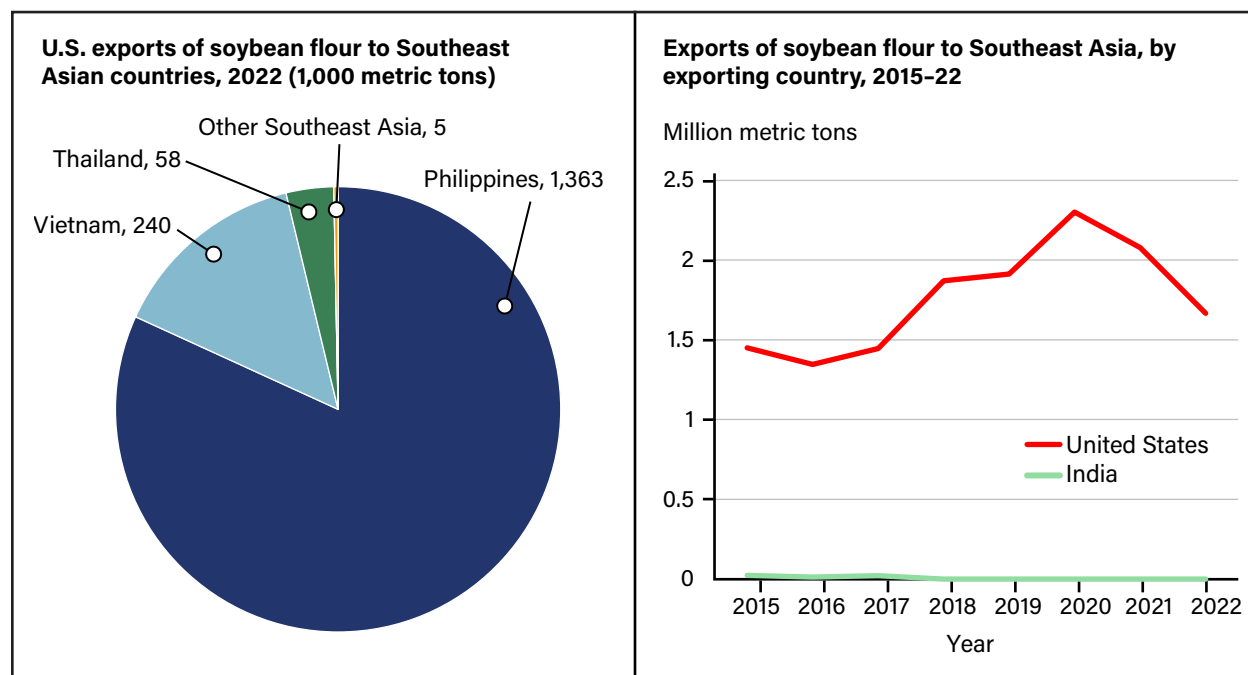 U.S. exports of soybean flour to Southeast
Asian countries, 2022 (1,000 metric tons)
Other Southeast Asia, 5
Thailand, 58
Philippines, 1,363
Vietnam, 240
Exports of soybean flour to Southeast Asia, by
exporting country, 2015–22
Million metric tons
2.5
2
1.5
1
United States
India
0.5
0
2015 2016 2017 2018 2019 2020 2021 2022
Year